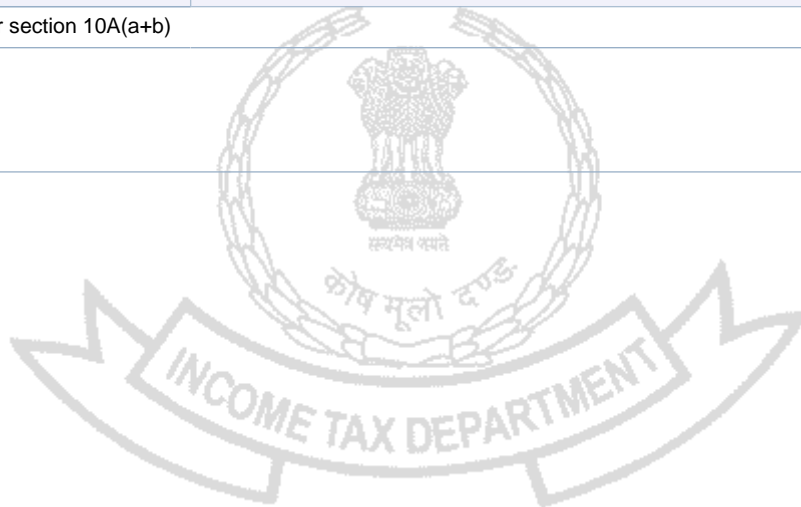 r section 10A(a+b)
सत्यमेव जयते
कोष मूलो दण्ड:
INCOME TAX DEPARTMENT